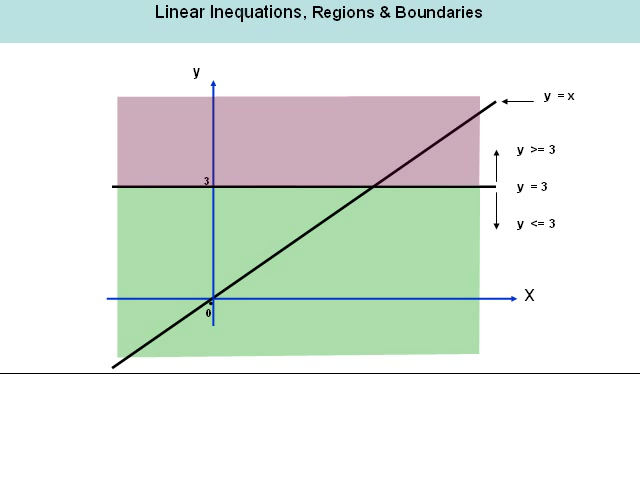 Linear Inequations, Regions & Boundaries
y
y = x
y >= 3
3
y = 3
y <= 3
X
0